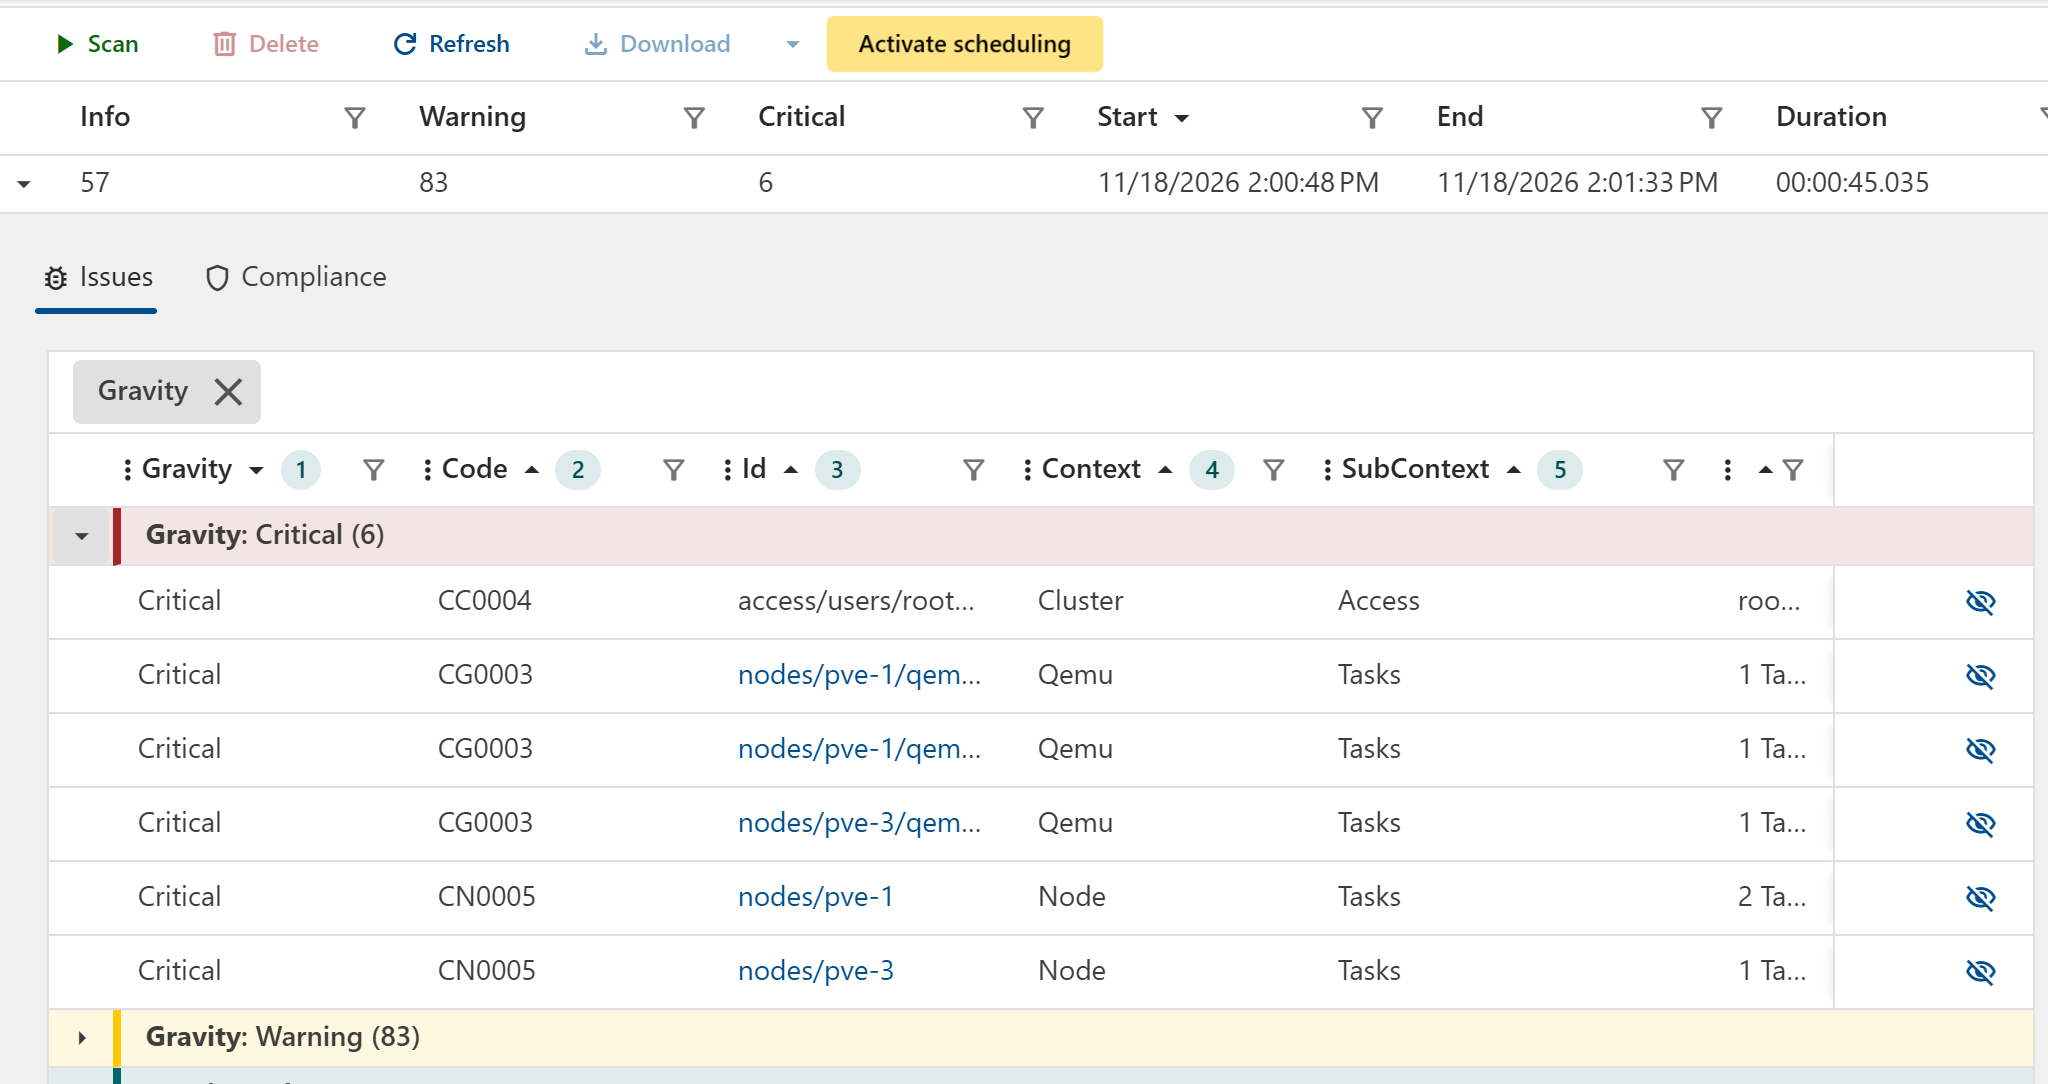 Scan Delete Refresh Download Activate scheduling
Info Warning Critical Start End Duration
57 83 6 11/18/2026 2:00:48 PM 11/18/2026 2:01:33 PM 00:00:45.035
Issues Compliance
Gravity
Gravity 1 Code 2 Id 3 Context 4 SubContext 5
Gravity: Critical (6)
Critical CC0004 access/users/root... Cluster Access roo...
Critical CG0003 nodes/pve-1/qem... Qemu Tasks 1 Ta...
Critical CG0003 nodes/pve-1/qem... Qemu Tasks 1 Ta...
Critical CG0003 nodes/pve-3/qem... Qemu Tasks 1 Ta...
Critical CN0005 nodes/pve-1 Node Tasks 2 Ta...
Critical CN0005 nodes/pve-3 Node Tasks 1 Ta...
Gravity: Warning (83)